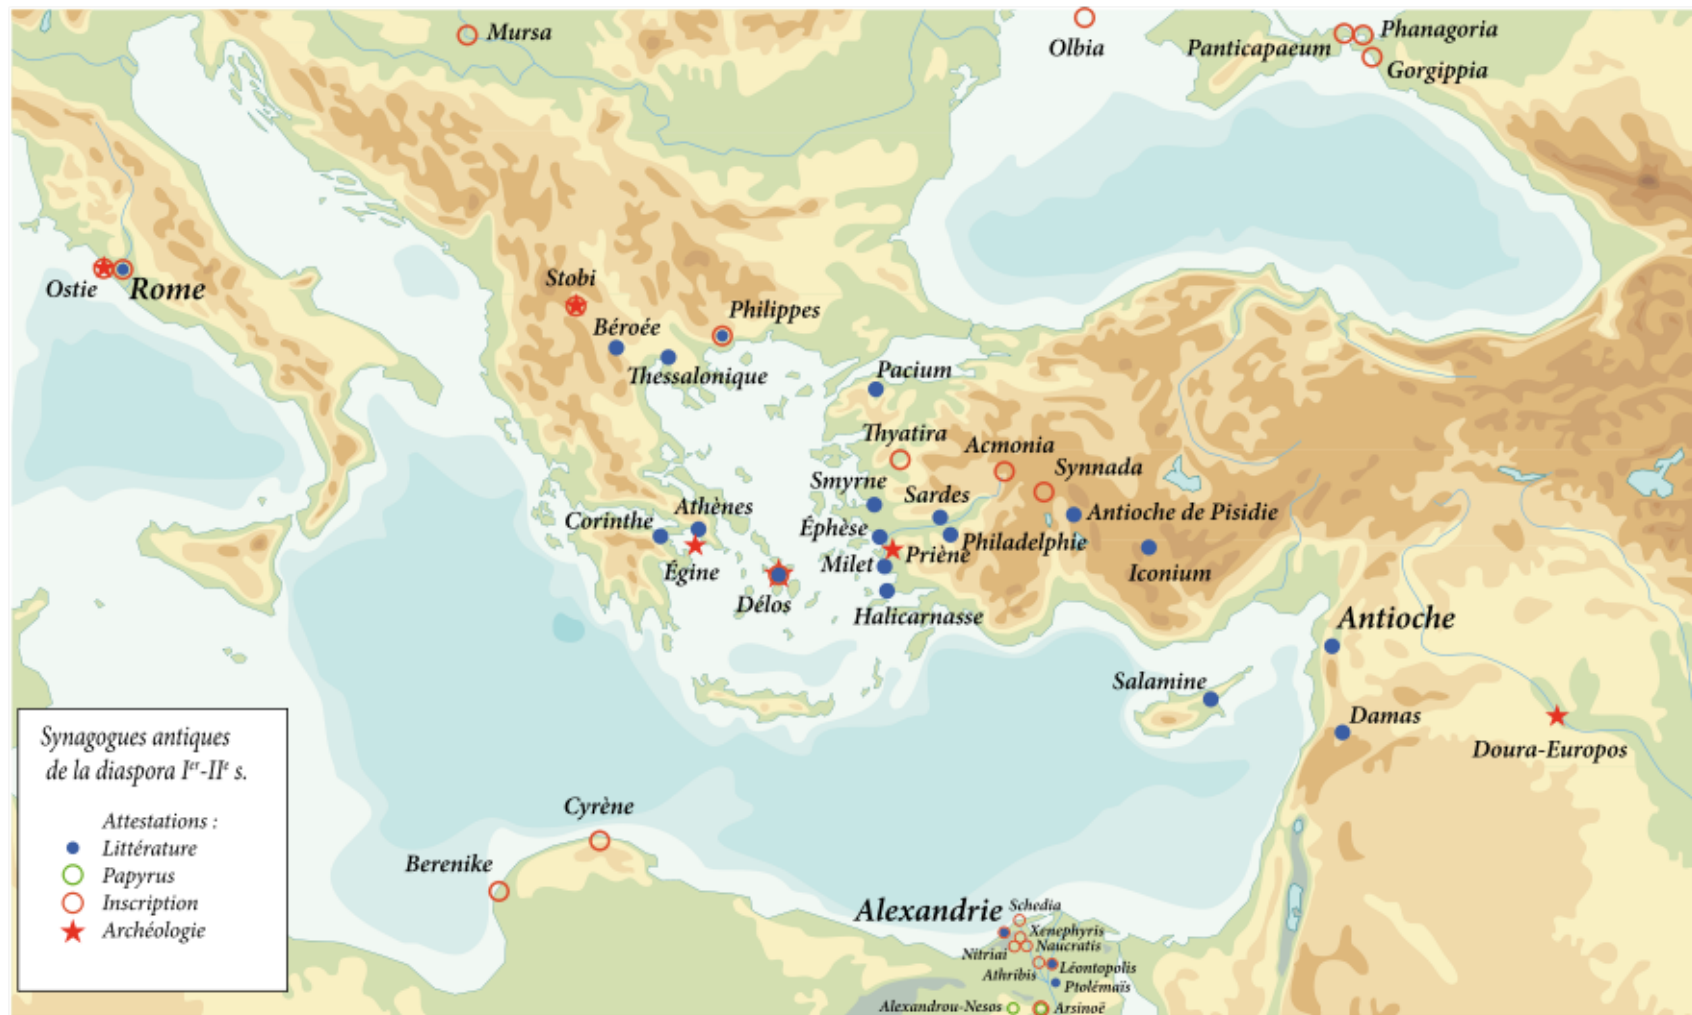 Mursa
Olbia
Panticapaeum
Phanagoria
Gorgippia
Ostie
Rome
Stobi
Béroée
Philippes
Thessalonique
Pacium
Thyatira
Acmonia
Synnada
Smyrne
Sardes
Antioche de Pisidie
Corinthe
Athènes
Éphèse
Philadelphie
Priène
Milet
Égine
Iconium
Délos
Halicarnasse
Antioche
Salamine
Damas
Doura-Europos
Synagogues antiques
de la diaspora Iᵉʳ-IIᵉ s.
Attestations :
Littérature
Papyrus
Inscription
Archéologie
Cyrène
Berenike
Alexandrie
Schedia
Xenephyris
Naucratis
Nitriai
Athribis
Léontopolis
Ptolémaïs
Alexandrou-Nesos
Arsinoë